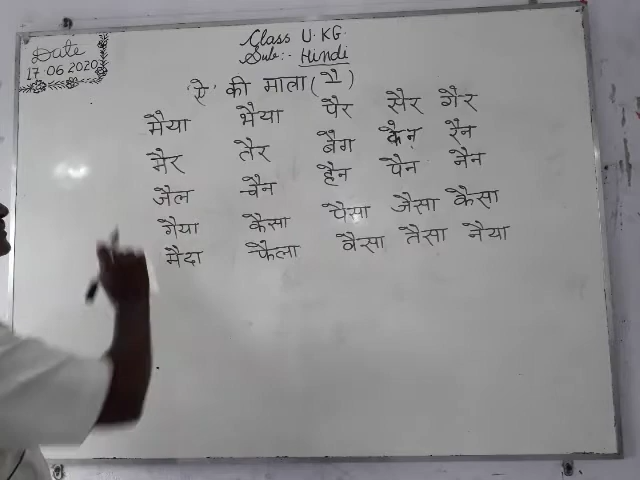 Date
17.06.2020
Class U.KG.
Sub:- Hindi
'ऐ' की माता (ै)
मैया भैया पैर सैर गैर
मैर तैर बैग कैन रैन
जैल चैन हैन पैन नैन
गैया कैसा पैसा जैसा कैसा
मैदा फैला वैसा तैसा नैया